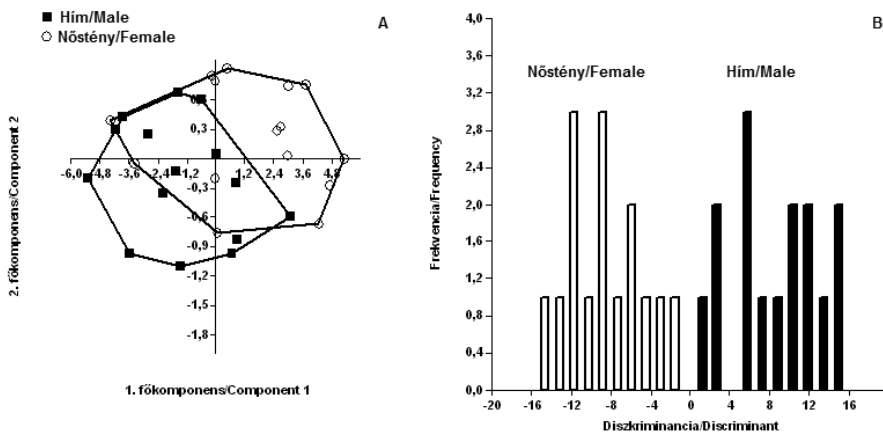 Hím/Male
Nőstény/Female
A
2. főkomponens/Component 2
0,6
0,3
-6,0 -4,8 -3,6 -2,4 -1,2 1,2 2,4 3,6 4,8
-0,3
-0,6
-0,9
-1,2
-1,5
-1,8
1. főkomponens/Component 1
B
Nőstény/Female
Hím/Male
Frekvencia/Frequency
4,0
3,6
3,2
2,8
2,4
2,0
1,6
1,2
0,8
0,4
0,0
-20 -16 -12 -8 -4 0 4 8 12 16
Diszkriminancia/Discriminant